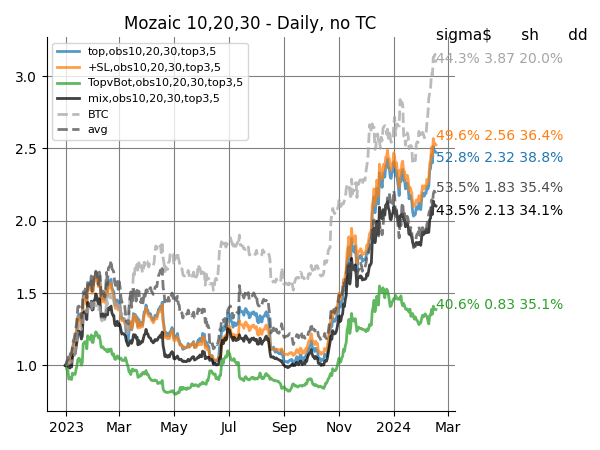 Mozaic 10,20,30 - Daily, no TC
sigma$ sh dd
top,obs10,20,30,top3,5
+SL,obs10,20,30,top3,5
TopvBot,obs10,20,30,top3,5
mix,obs10,20,30,top3,5
BTC
avg
44.3% 3.87 20.0%
49.6% 2.56 36.4%
52.8% 2.32 38.8%
53.5% 1.83 35.4%
43.5% 2.13 34.1%
40.6% 0.83 35.1%
3.0
2.5
2.0
1.5
1.0
2023 Mar May Jul Sep Nov 2024 Mar